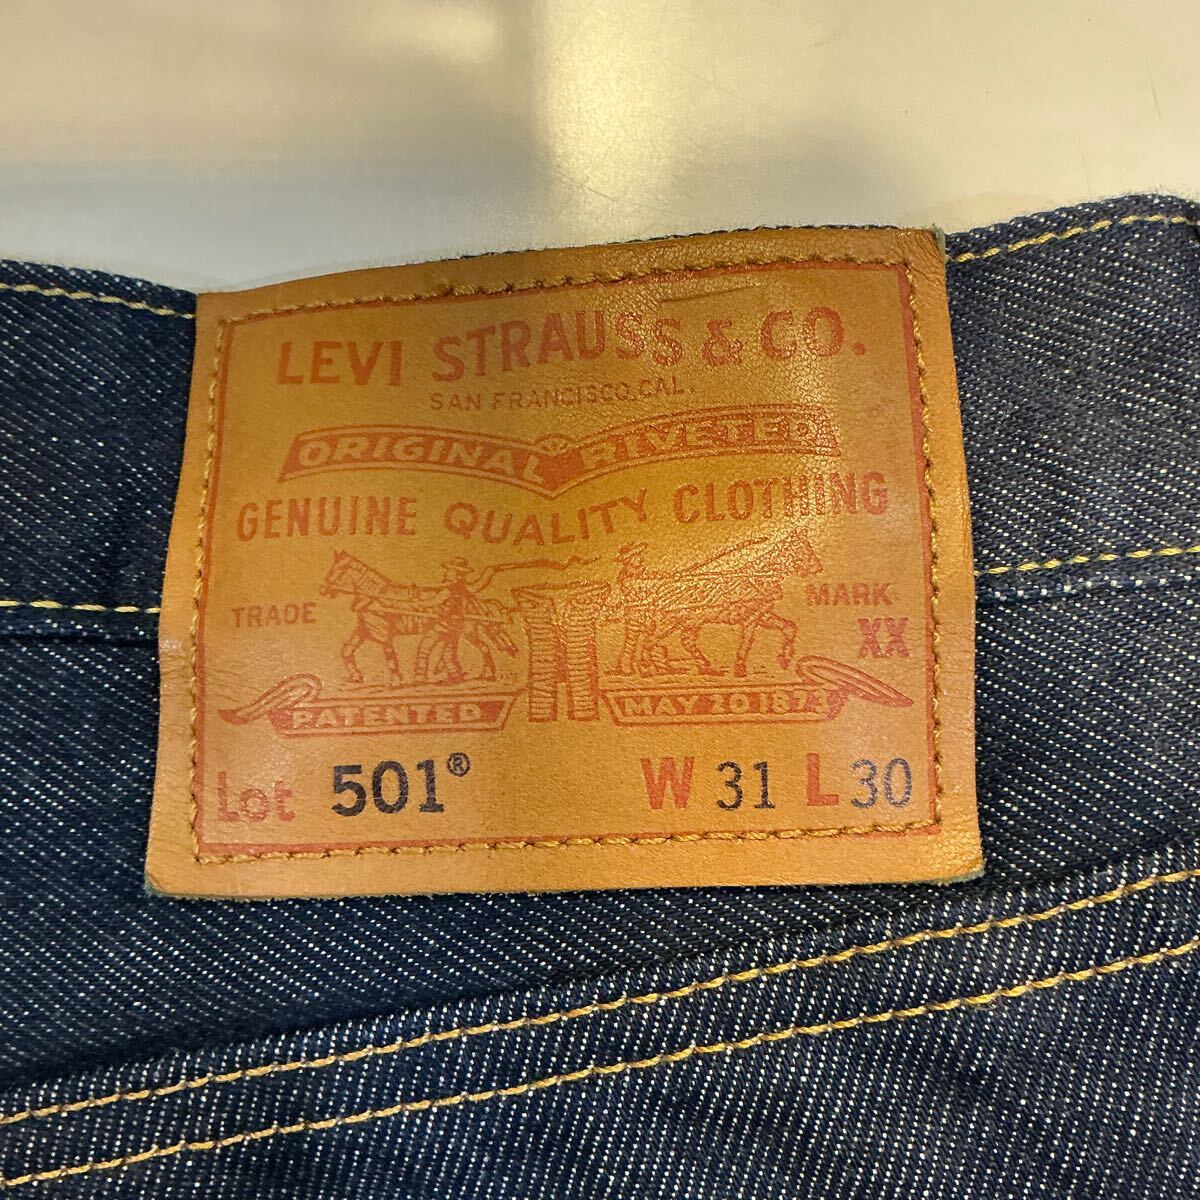 LEVI STRAUSS & CO.
SAN FRANCISCO, CAL.
ORIGINAL RIVETED
GENUINE QUALITY CLOTHING
TRADE MARK
XX
PATENTED MAY 20 1873
Lot 501® W 31 L 30